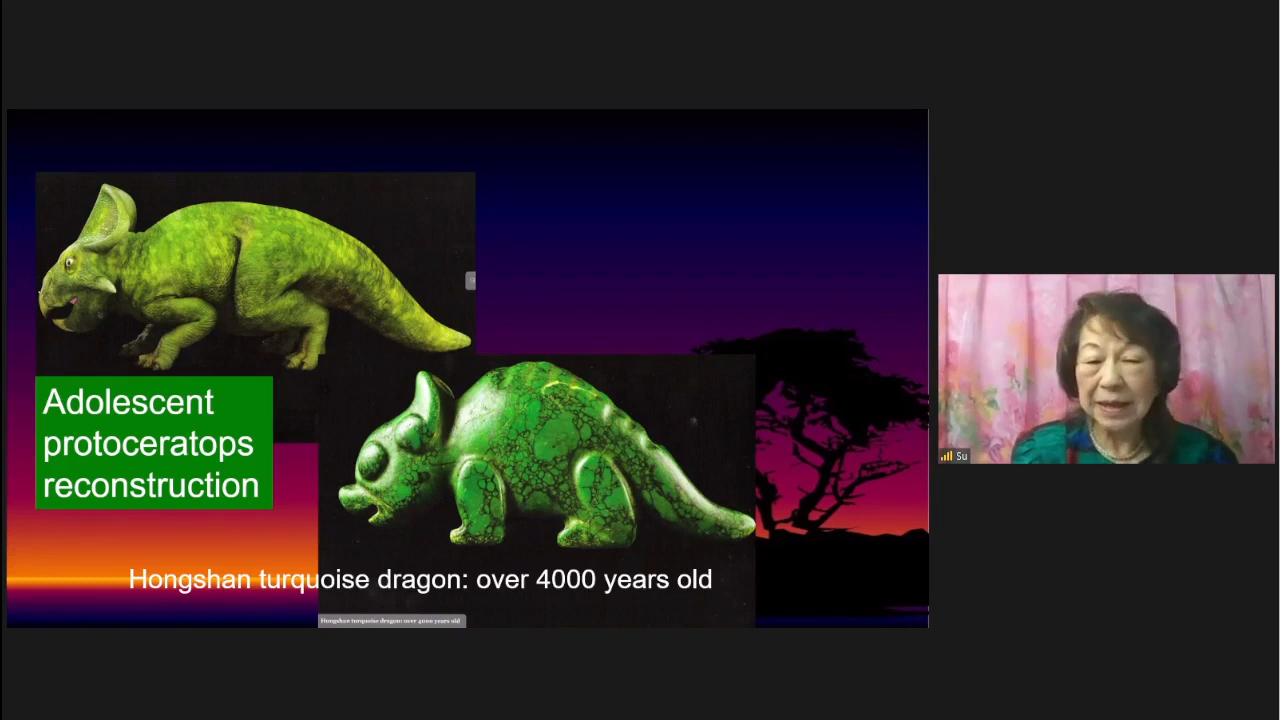 Adolescent
protoceratops
reconstruction
Hongshan turquoise dragon: over 4000 years old
Hongshan turquoise dragon: over 4000 years old
Su